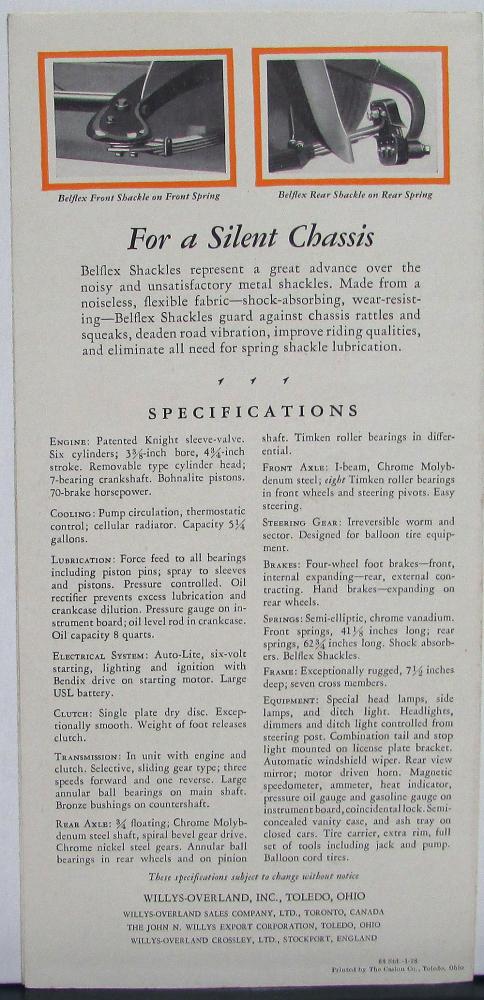 Belflex Front Shackle on Front Spring
Belflex Rear Shackle on Rear Spring
For a Silent Chassis
Belflex Shackles represent a great advance over the
noisy and unsatisfactory metal shackles. Made from a
noiseless, flexible fabric—shock-absorbing, wear-resist-
ing—Belflex Shackles guard against chassis rattles and
squeaks, deaden road vibration, improve riding qualities,
and eliminate all need for spring shackle lubrication.
SPECIFICATIONS
ENGINE: Patented Knight sleeve-valve.
Six cylinders; 3⅜-inch bore, 4¾-inch
stroke. Removable type cylinder head;
7-bearing crankshaft. Bohnalite pistons.
70-brake horsepower.
COOLING: Pump circulation, thermostatic
control; cellular radiator. Capacity 5¼
gallons.
LUBRICATION: Force feed to all bearings
including piston pins; spray to sleeves
and pistons. Pressure controlled. Oil
rectifier prevents excess lubrication and
crankcase dilution. Pressure gauge on in-
strument board; oil level rod in crankcase.
Oil capacity 8 quarts.
ELECTRICAL SYSTEM: Auto-Lite, six-volt
starting, lighting and ignition with
Bendix drive on starting motor. Large
USL battery.
CLUTCH: Single plate dry disc. Excep-
tionally smooth. Weight of foot releases
clutch.
TRANSMISSION: In unit with engine and
clutch. Selective, sliding gear type; three
speeds forward and one reverse. Large
annular ball bearings on main shaft.
Bronze bushings on countershaft.
REAR AXLE: ¾ floating; Chrome Molyb-
denum steel shaft, spiral bevel gear drive.
Chrome nickel steel gears. Annular ball
bearings in rear wheels and on pinion
shaft. Timken roller bearings in differ-
ential.
FRONT AXLE: I-beam, Chrome Molyb-
denum steel; eight Timken roller bearings
in front wheels and steering pivots. Easy
steering.
STEERING GEAR: Irreversible worm and
sector. Designed for balloon tire equip-
ment.
BRAKES: Four-wheel foot brakes—front,
internal expanding—rear, external con-
tracting. Hand brakes—expanding on
rear wheels.
SPRINGS: Semi-elliptic, chrome vanadium.
Front springs, 41⅛ inches long; rear
springs, 62¾ inches long. Shock absorb-
ers. Belflex Shackles.
FRAME: Exceptionally rugged, 7½ inches
deep; seven cross members.
EQUIPMENT: Special head lamps, side
lamps, and ditch light. Headlights,
dimmers and ditch light controlled from
steering post. Combination tail and stop
light mounted on license plate bracket.
Automatic windshield wiper. Rear view
mirror; motor driven horn. Magnetic
speedometer, ammeter, heat indicator,
pressure oil gauge and gasoline gauge on
instrument board, coincidental lock. Semi-
concealed vanity case, and ash tray on
closed cars. Tire carrier, extra rim, full
set of tools including jack and pump.
Balloon cord tires.
These specifications subject to change without notice
WILLYS-OVERLAND, INC., TOLEDO, OHIO
WILLYS-OVERLAND SALES COMPANY, LTD., TORONTO, CANADA
THE JOHN N. WILLYS EXPORT CORPORATION, TOLEDO, OHIO
WILLYS-OVERLAND CROSSLEY, LTD., STOCKPORT, ENGLAND
Printed by The Caslon Co., Toledo, Ohio